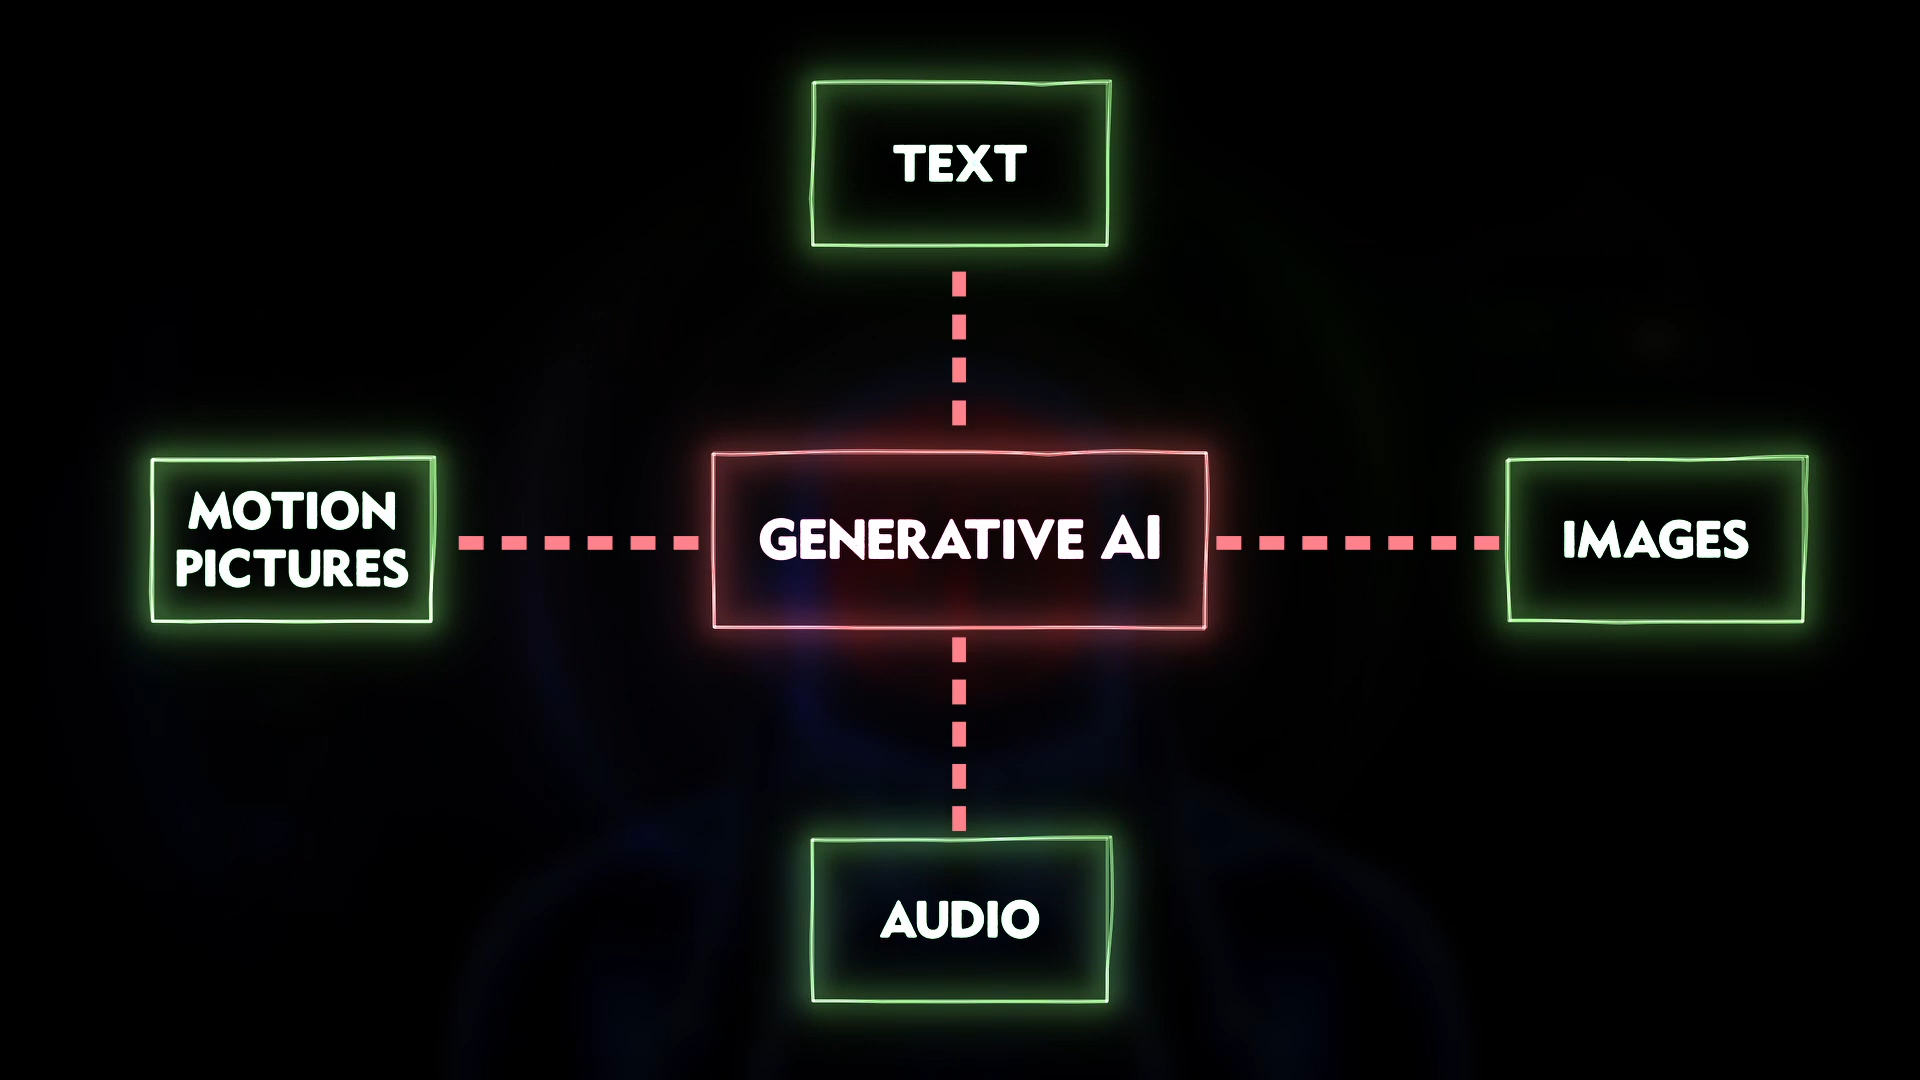 TEXT
MOTION
PICTURES
GENERATIVE AI
IMAGES
AUDIO